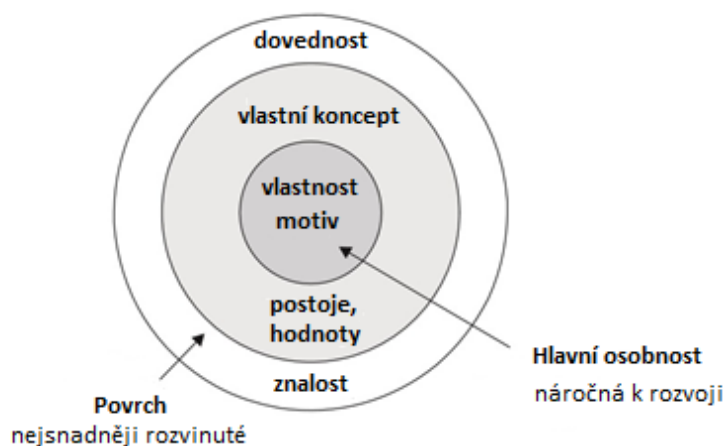 dovednost
vlastní koncept
vlastnost
motiv
postoje,
hodnoty
znalost
Hlavní osobnost
náročná k rozvoji
Povrch
nejsnadněji rozvinuté